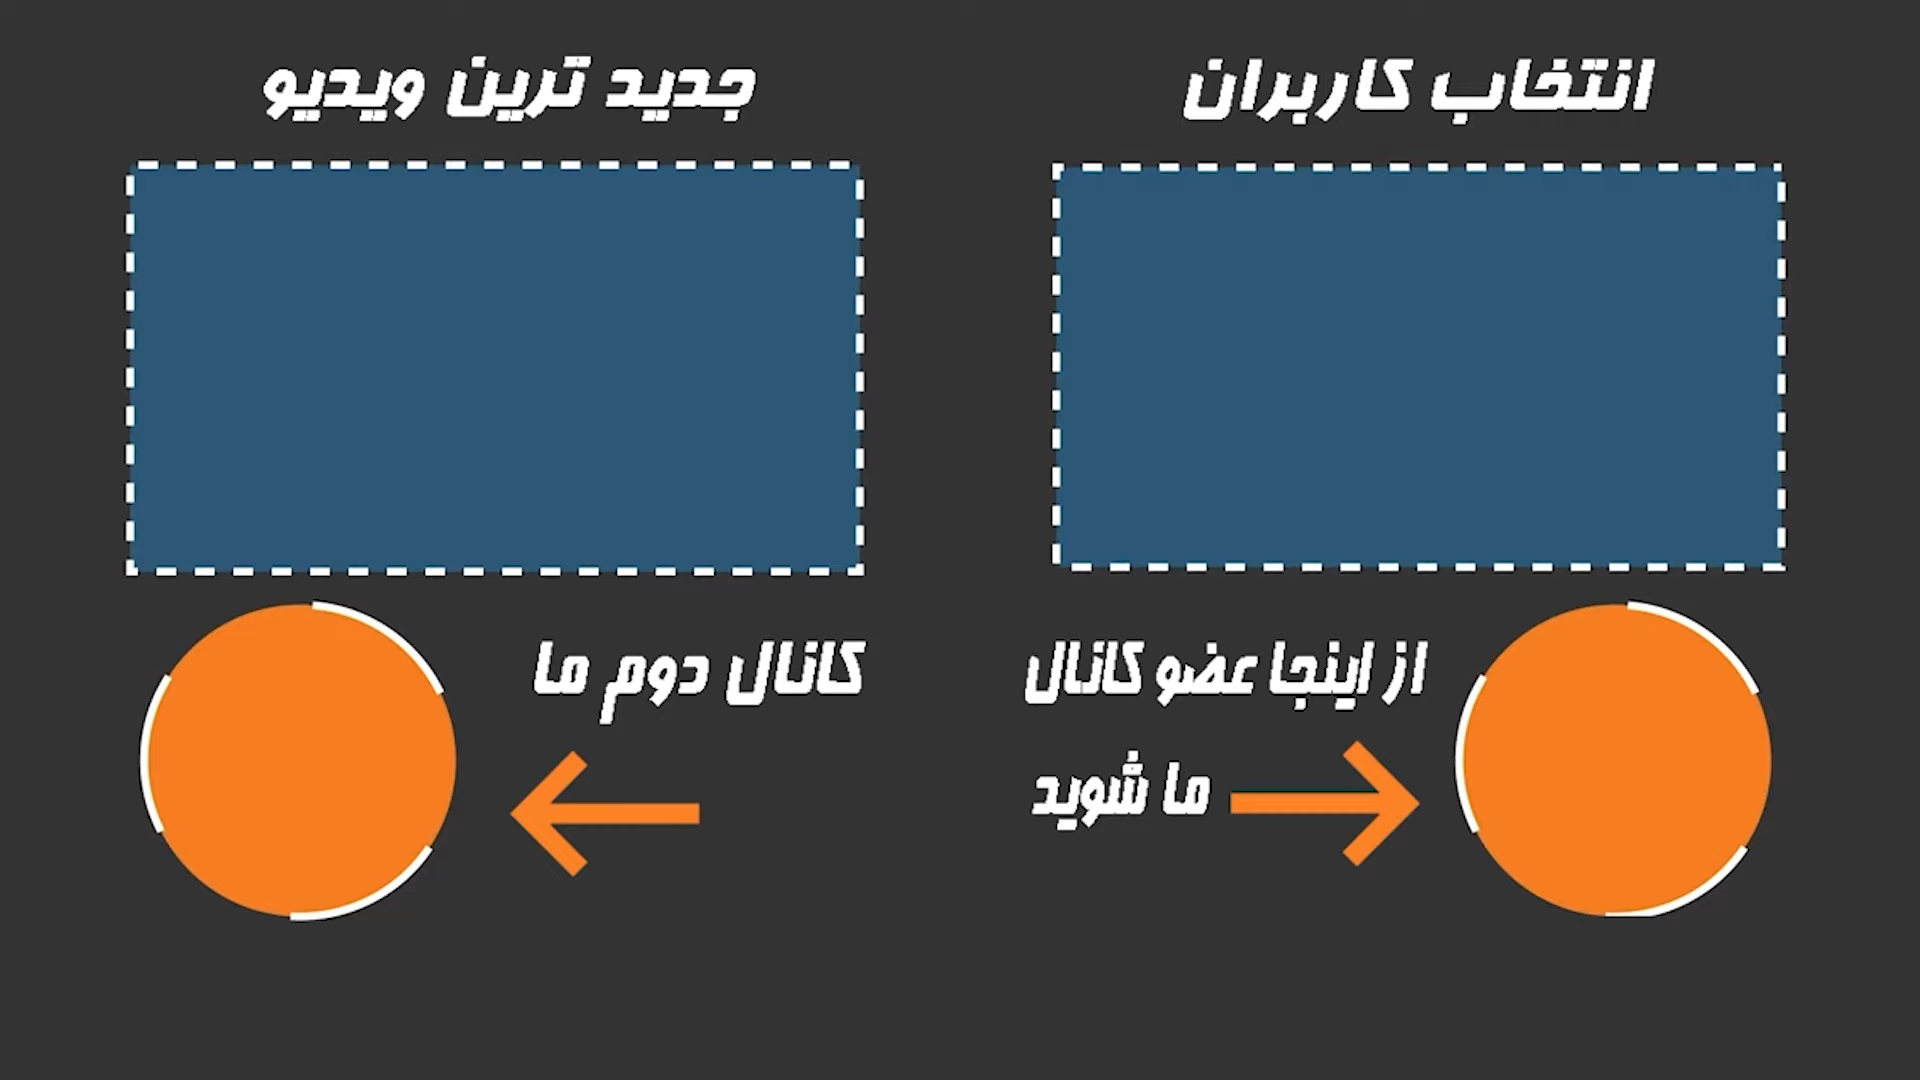 انتخاب کاربران
جدید ترین ویدیو
از اینجا عضو کانال
ما شوید
کانال دوم ما